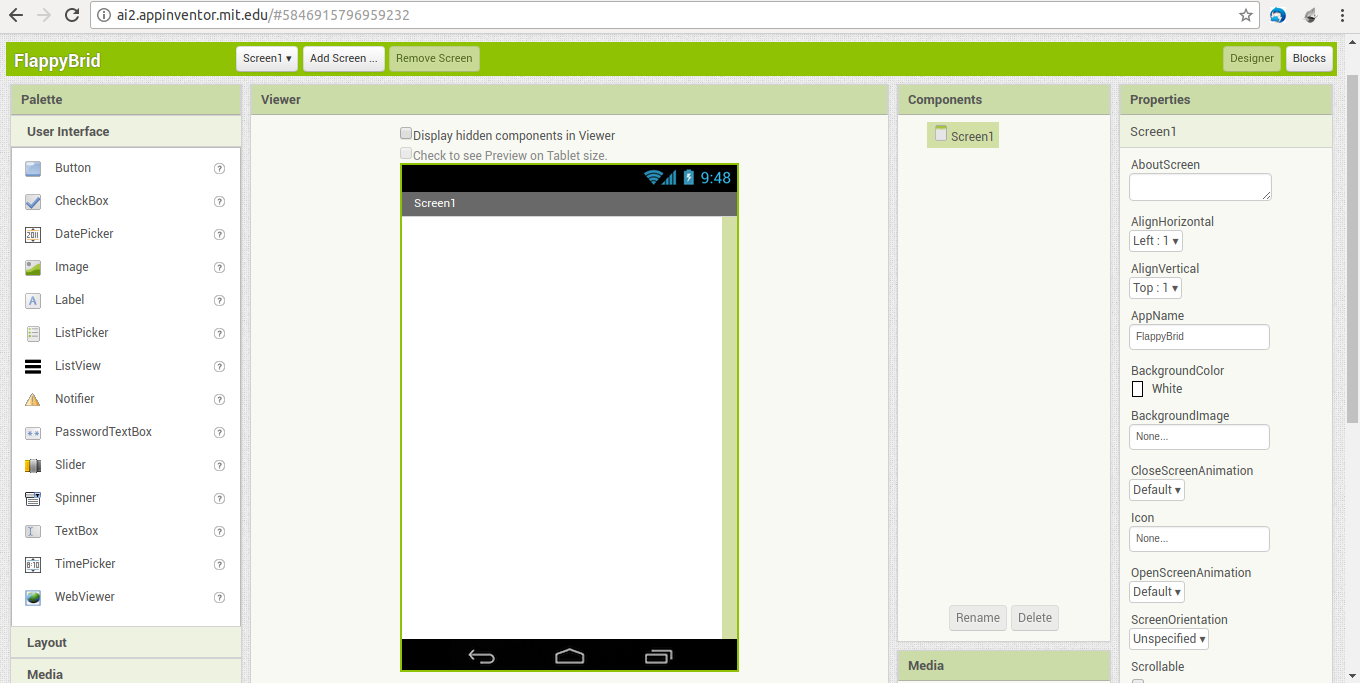 ai2.appinventor.mit.edu/#5846915796959232
FlappyBrid
Screen1 ▾
Add Screen ...
Remove Screen
Designer
Blocks
Palette
User Interface
Button ?
CheckBox ?
DatePicker ?
Image ?
Label ?
ListPicker ?
ListView ?
Notifier ?
PasswordTextBox ?
Slider ?
Spinner ?
TextBox ?
TimePicker ?
WebViewer ?
Layout
Media
Viewer
Display hidden components in Viewer
Check to see Preview on Tablet size.
9:48
Screen1
Components
Screen1
Rename
Delete
Media
Properties
Screen1
AboutScreen
AlignHorizontal
Left : 1 ▾
AlignVertical
Top : 1 ▾
AppName
FlappyBrid
BackgroundColor
White
BackgroundImage
None...
CloseScreenAnimation
Default ▾
Icon
None...
OpenScreenAnimation
Default ▾
ScreenOrientation
Unspecified ▾
Scrollable